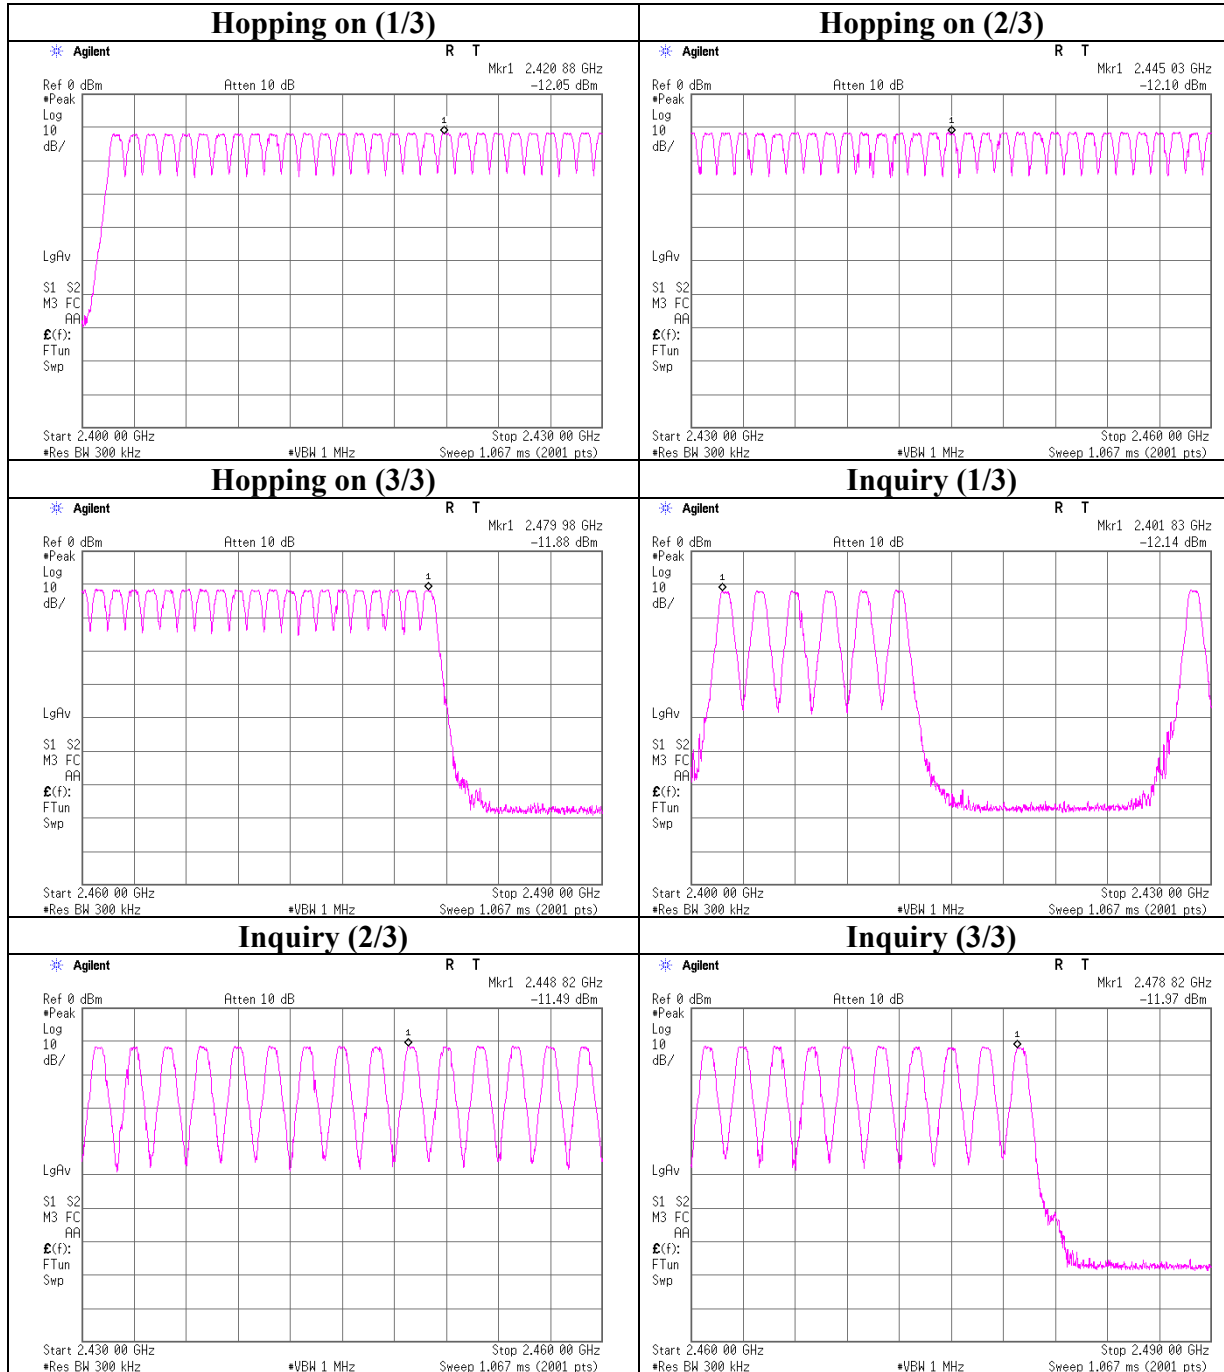 Hopping on (1/3)
Agilent R T
Mkr1 2.420 88 GHz
Ref 0 dBm Atten 10 dB -12.05 dBm
#Peak
Log
10
dB/
1
LgAv
S1 S2
M3 FC
AA
£(f):
FTun
Swp
Start 2.400 00 GHz Stop 2.430 00 GHz
#Res BW 300 kHz #VBW 1 MHz Sweep 1.067 ms (2001 pts)
Hopping on (2/3)
Agilent R T
Mkr1 2.445 03 GHz
Ref 0 dBm Atten 10 dB -12.10 dBm
#Peak
Log
10
dB/
1
LgAv
S1 S2
M3 FC
AA
£(f):
FTun
Swp
Start 2.430 00 GHz Stop 2.460 00 GHz
#Res BW 300 kHz #VBW 1 MHz Sweep 1.067 ms (2001 pts)
Hopping on (3/3)
Agilent R T
Mkr1 2.479 98 GHz
Ref 0 dBm Atten 10 dB -11.88 dBm
#Peak
Log
10
dB/
1
LgAv
S1 S2
M3 FC
AA
£(f):
FTun
Swp
Start 2.460 00 GHz Stop 2.490 00 GHz
#Res BW 300 kHz #VBW 1 MHz Sweep 1.067 ms (2001 pts)
Inquiry (1/3)
Agilent R T
Mkr1 2.401 83 GHz
Ref 0 dBm Atten 10 dB -12.14 dBm
#Peak
Log
10
dB/
1
LgAv
S1 S2
M3 FC
AA
£(f):
FTun
Swp
Start 2.400 00 GHz Stop 2.430 00 GHz
#Res BW 300 kHz #VBW 1 MHz Sweep 1.067 ms (2001 pts)
Inquiry (2/3)
Agilent R T
Mkr1 2.448 82 GHz
Ref 0 dBm Atten 10 dB -11.49 dBm
#Peak
Log
10
dB/
1
LgAv
S1 S2
M3 FC
AA
£(f):
FTun
Swp
Start 2.430 00 GHz Stop 2.460 00 GHz
#Res BW 300 kHz #VBW 1 MHz Sweep 1.067 ms (2001 pts)
Inquiry (3/3)
Agilent R T
Mkr1 2.478 82 GHz
Ref 0 dBm Atten 10 dB -11.97 dBm
#Peak
Log
10
dB/
1
LgAv
S1 S2
M3 FC
AA
£(f):
FTun
Swp
Start 2.460 00 GHz Stop 2.490 00 GHz
#Res BW 300 kHz #VBW 1 MHz Sweep 1.067 ms (2001 pts)